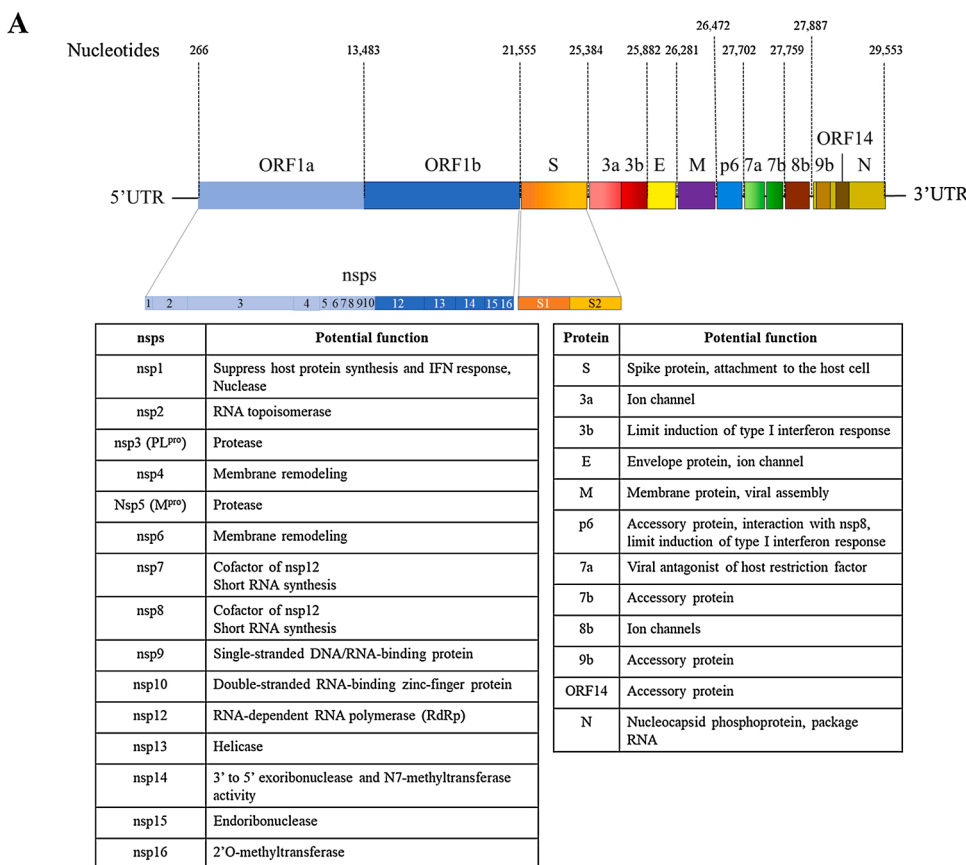 A
26,472
27,887
Nucleotides 266 13,483 21,555 25,384 25,882 26,281 27,702 27,759 29,553
ORF14
ORF1a ORF1b S 3a 3b E M p6 7a 7b 8b 9b N
5’UTR 3’UTR
nsps
1 2 3 4 5 6 7 8 9 10 12 13 14 15 16 S1 S2
nsps Potential function
nsp1 Suppress host protein synthesis and IFN response,
Nuclease
nsp2 RNA topoisomerase
nsp3 (PLpro) Protease
nsp4 Membrane remodeling
Nsp5 (Mpro) Protease
nsp6 Membrane remodeling
nsp7 Cofactor of nsp12
Short RNA synthesis
nsp8 Cofactor of nsp12
Short RNA synthesis
nsp9 Single-stranded DNA/RNA-binding protein
nsp10 Double-stranded RNA-binding zinc-finger protein
nsp12 RNA-dependent RNA polymerase (RdRp)
nsp13 Helicase
nsp14 3’ to 5’ exoribonuclease and N7-methyltransferase
activity
nsp15 Endoribonuclease
nsp16 2’O-methyltransferase
Protein Potential function
S Spike protein, attachment to the host cell
3a Ion channel
3b Limit induction of type I interferon response
E Envelope protein, ion channel
M Membrane protein, viral assembly
p6 Accessory protein, interaction with nsp8,
limit induction of type I interferon response
7a Viral antagonist of host restriction factor
7b Accessory protein
8b Ion channels
9b Accessory protein
ORF14 Accessory protein
N Nucleocapsid phosphoprotein, package
RNA